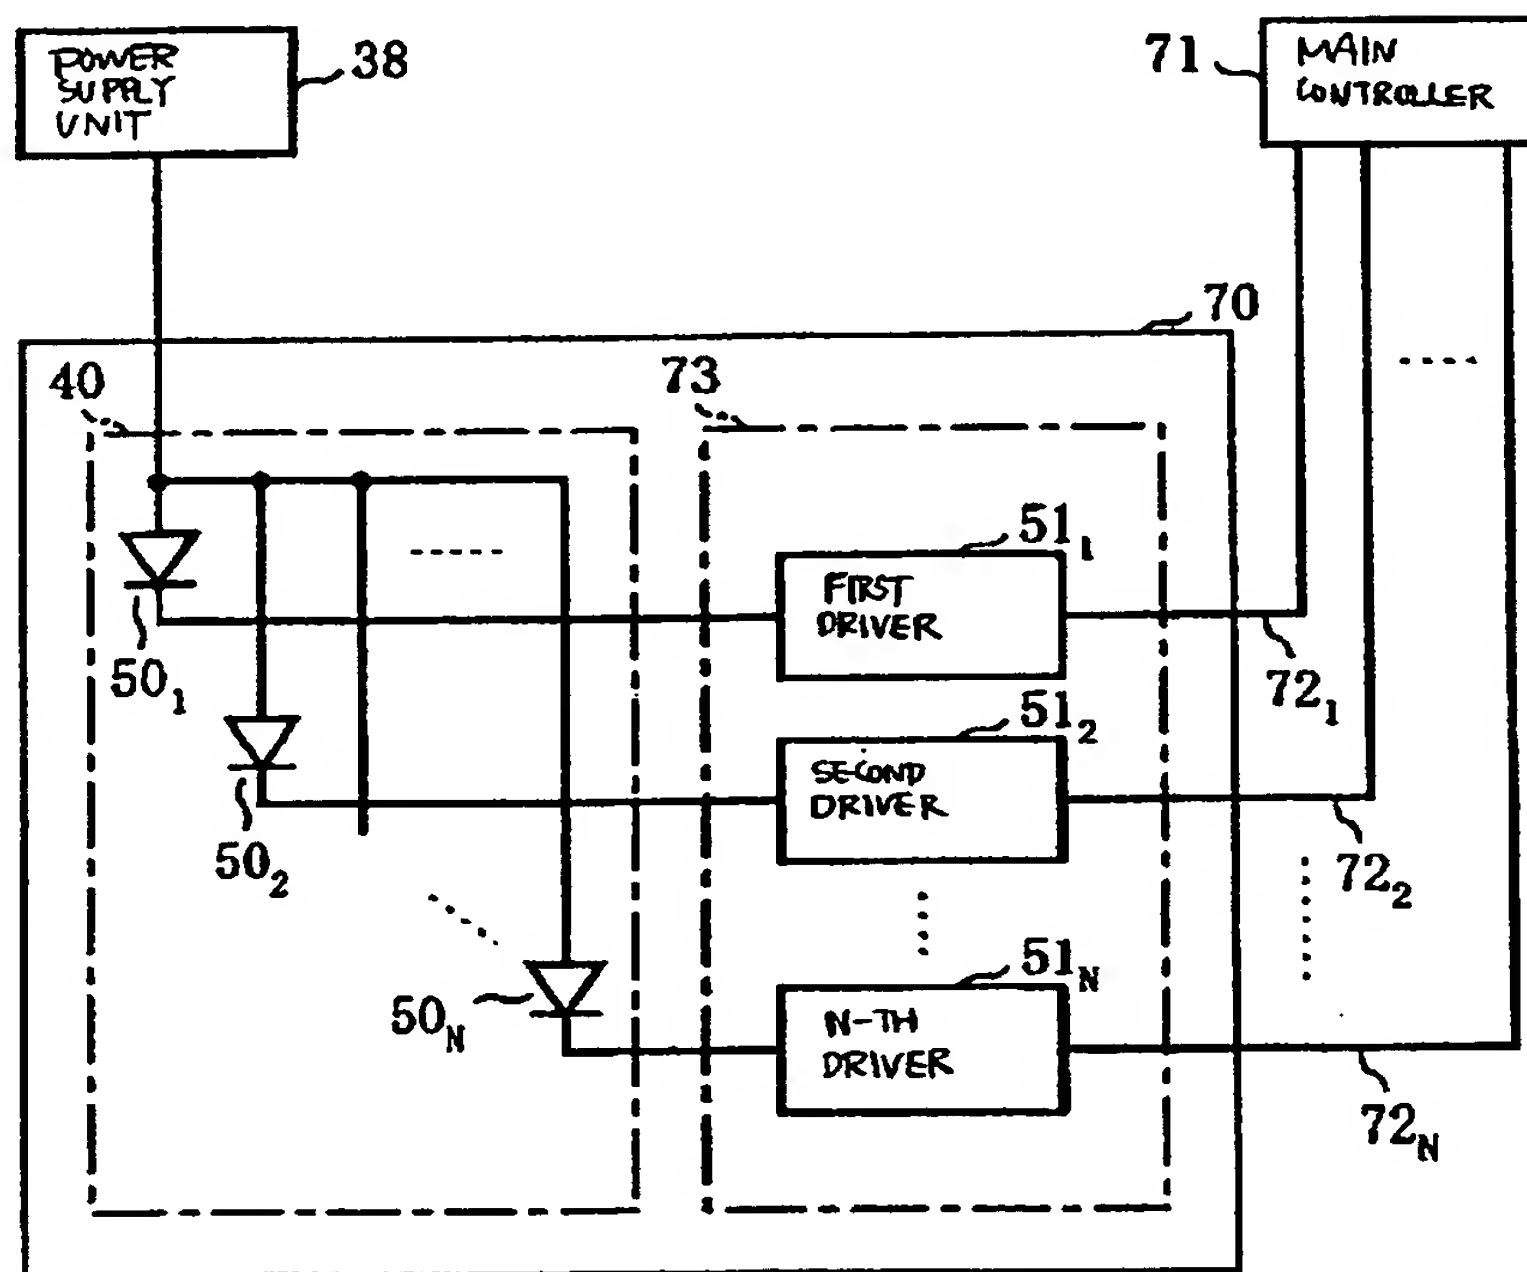 POWER
SUPPLY
UNIT
38
71
MAIN
CONTROLLER
70
40
73
51₁
FIRST
DRIVER
50₁
72₁
51₂
SECOND
DRIVER
50₂
72₂
51N
N-TH
DRIVER
50N
72N